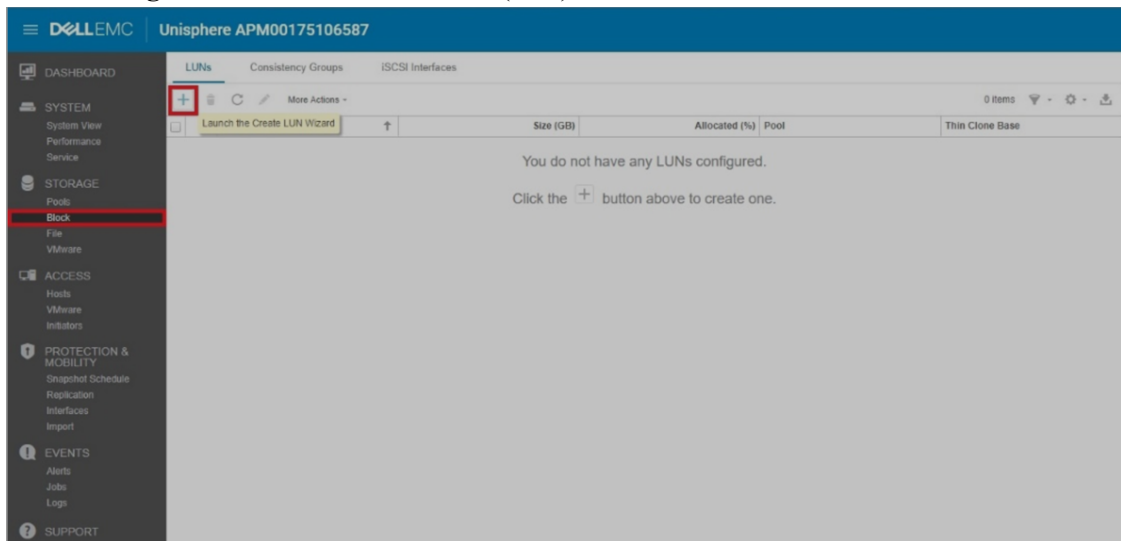 DELLEMC Unisphere APM00175106587
DASHBOARD
SYSTEM
System View
Performance
Service
STORAGE
Pools
Block
File
VMware
ACCESS
Hosts
VMware
Initiators
PROTECTION &
MOBILITY
Snapshot Schedule
Replication
Interfaces
Import
EVENTS
Alerts
Jobs
Logs
SUPPORT
LUNs Consistency Groups iSCSI Interfaces
More Actions 0 items
Launch the Create LUN Wizard
Size (GB) Allocated (%) Pool Thin Clone Base
You do not have any LUNs configured.
Click the + button above to create one.